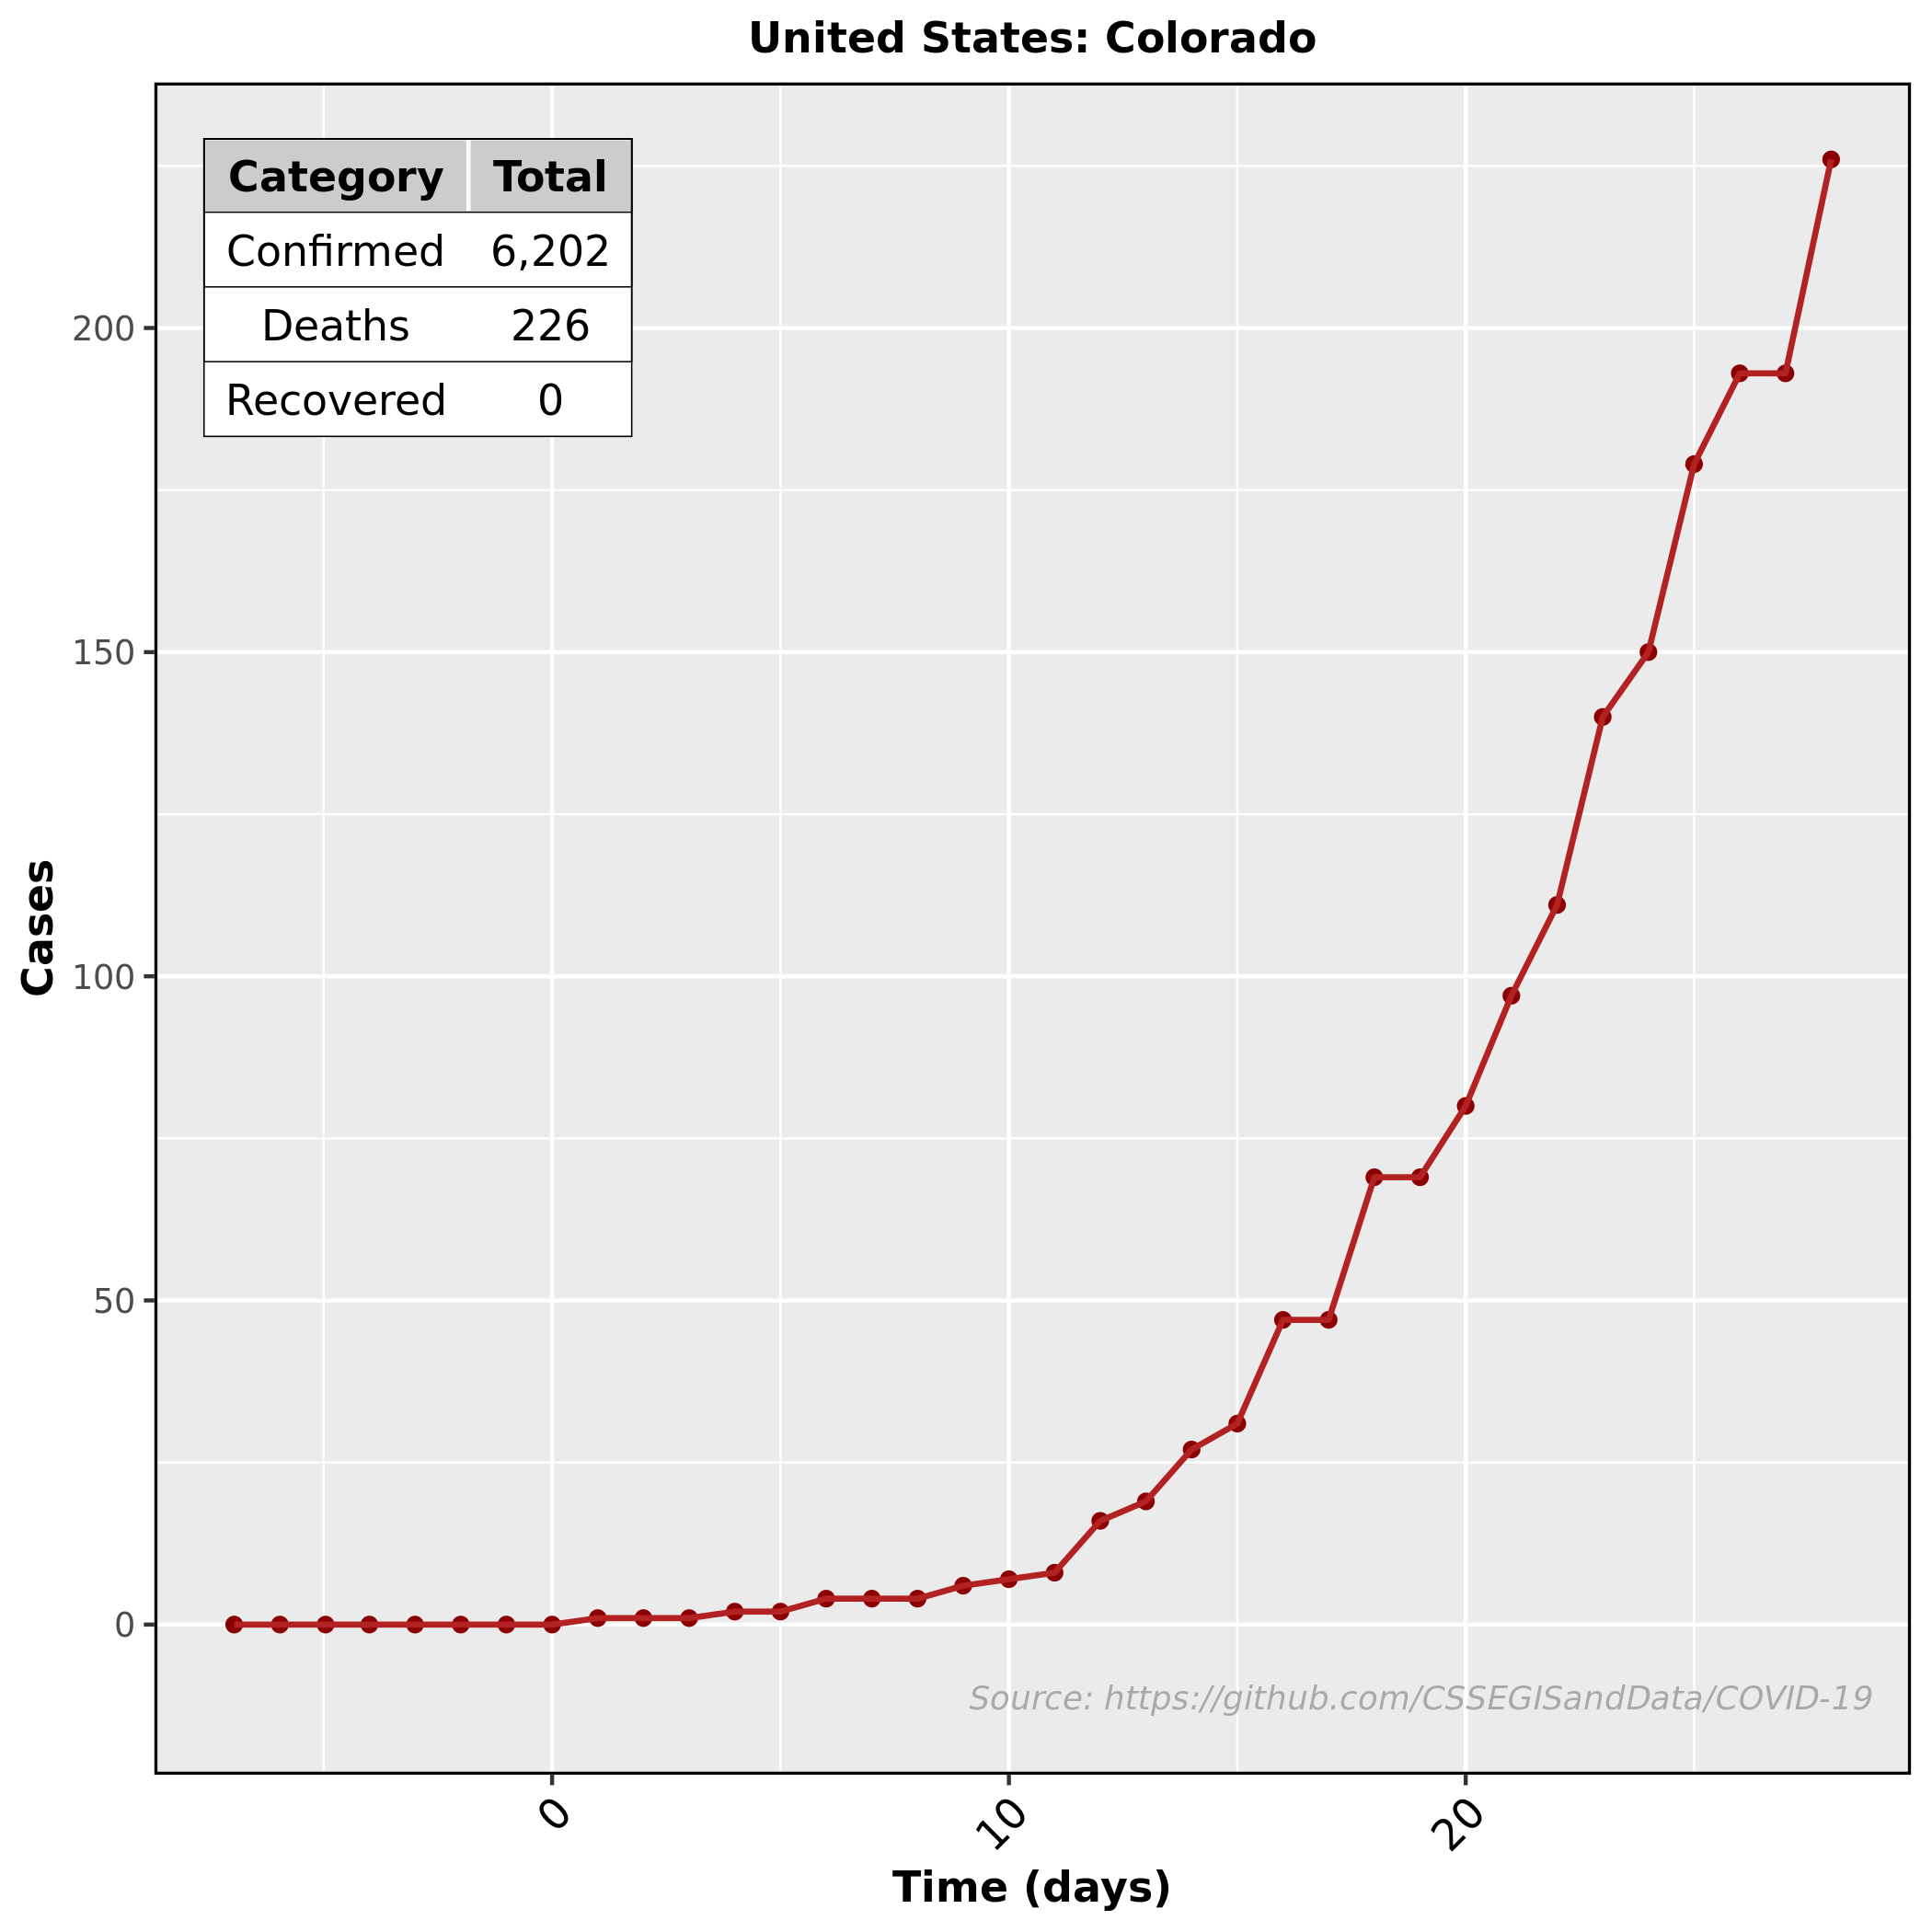 United States: Colorado
Category Total
Confirmed 6,202
Deaths 226
Recovered 0
200
150
100
50
0
Cases
Source: https://github.com/CSSEGISandData/COVID-19
0 10 20
Time (days)